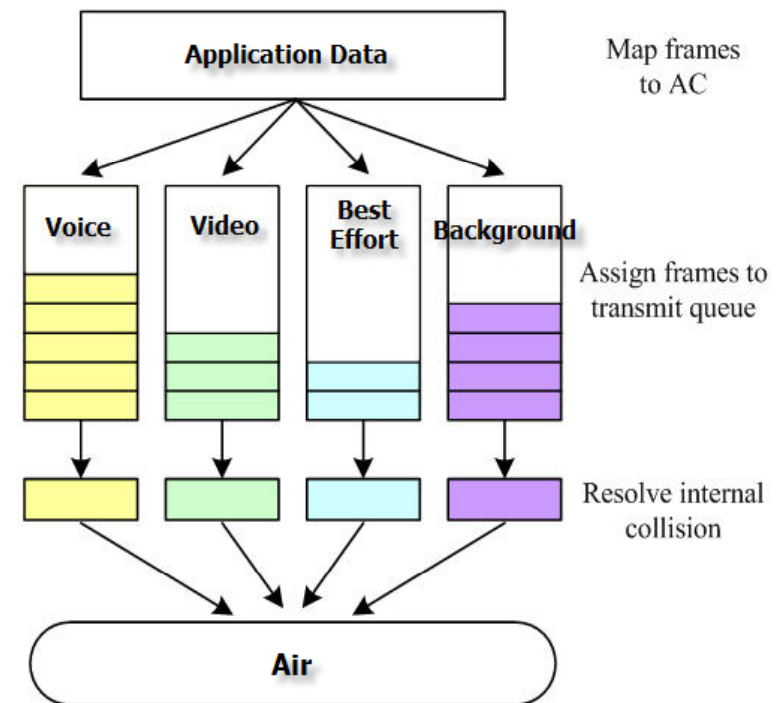 Application Data
Map frames
to AC
Voice
Video
Best
Effort
Background
Assign frames to
transmit queue
Resolve internal
collision
Air